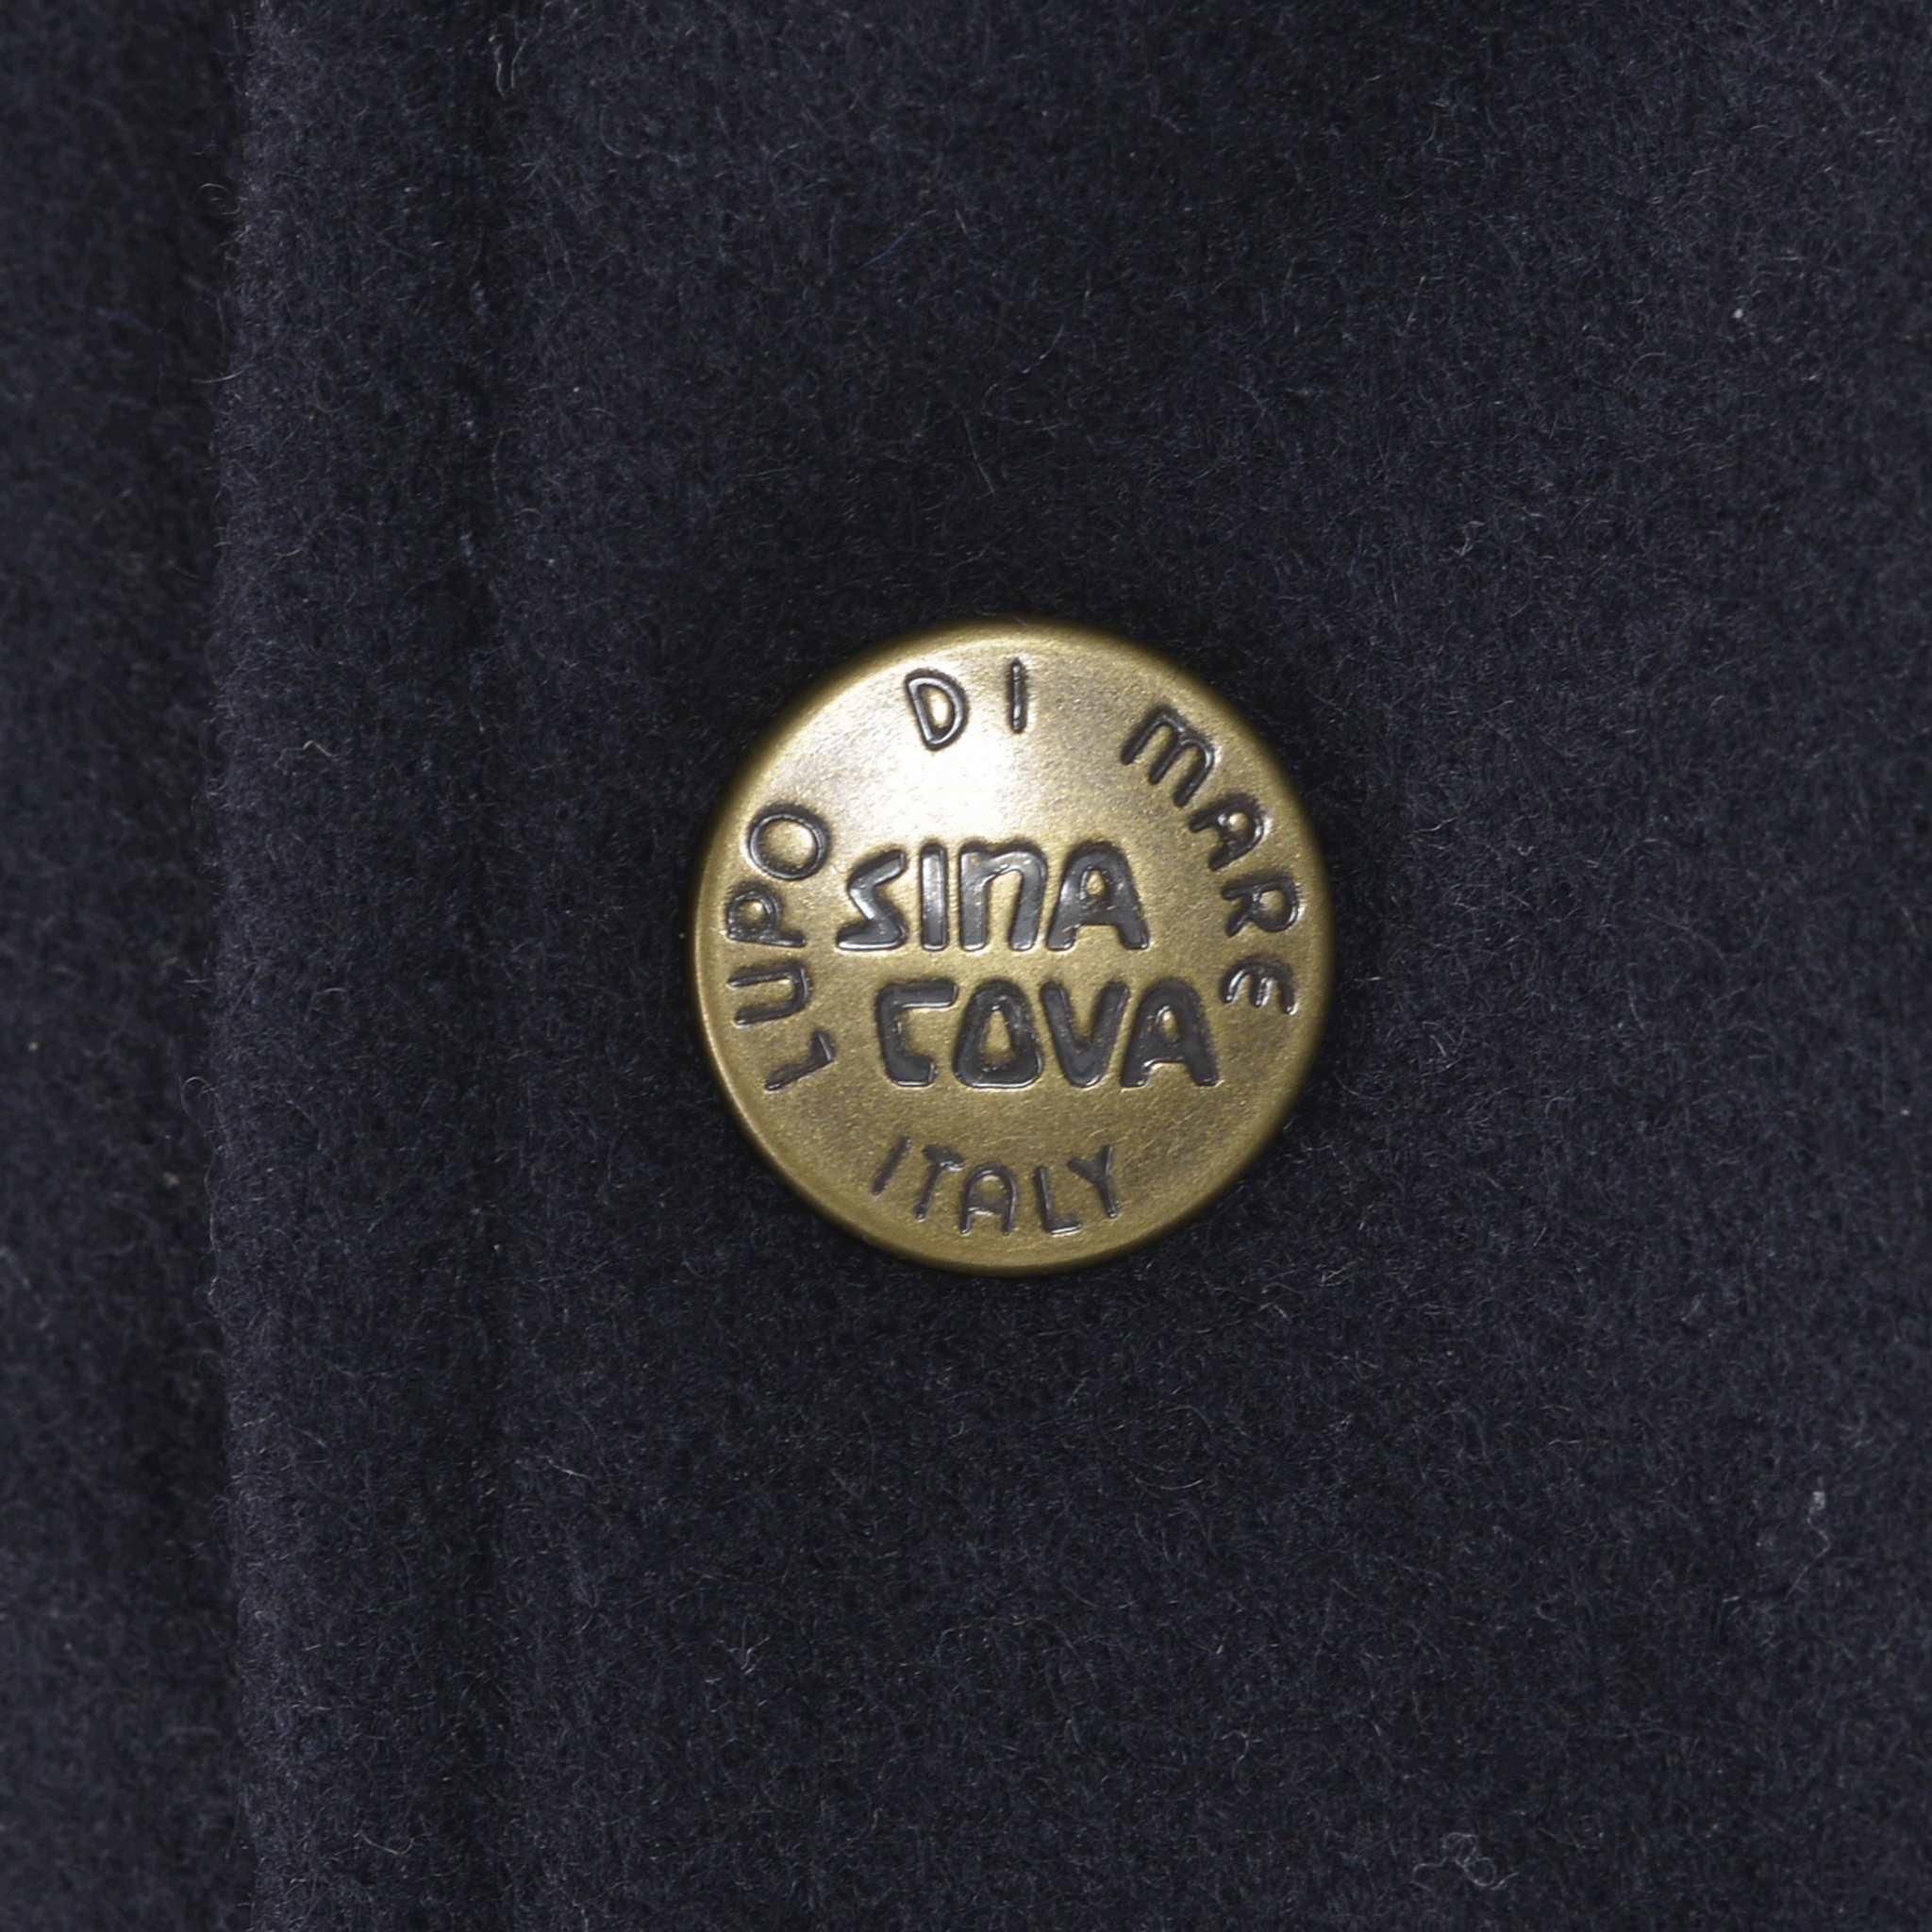 LUPO DI MARE
SINA
COVA
ITALY